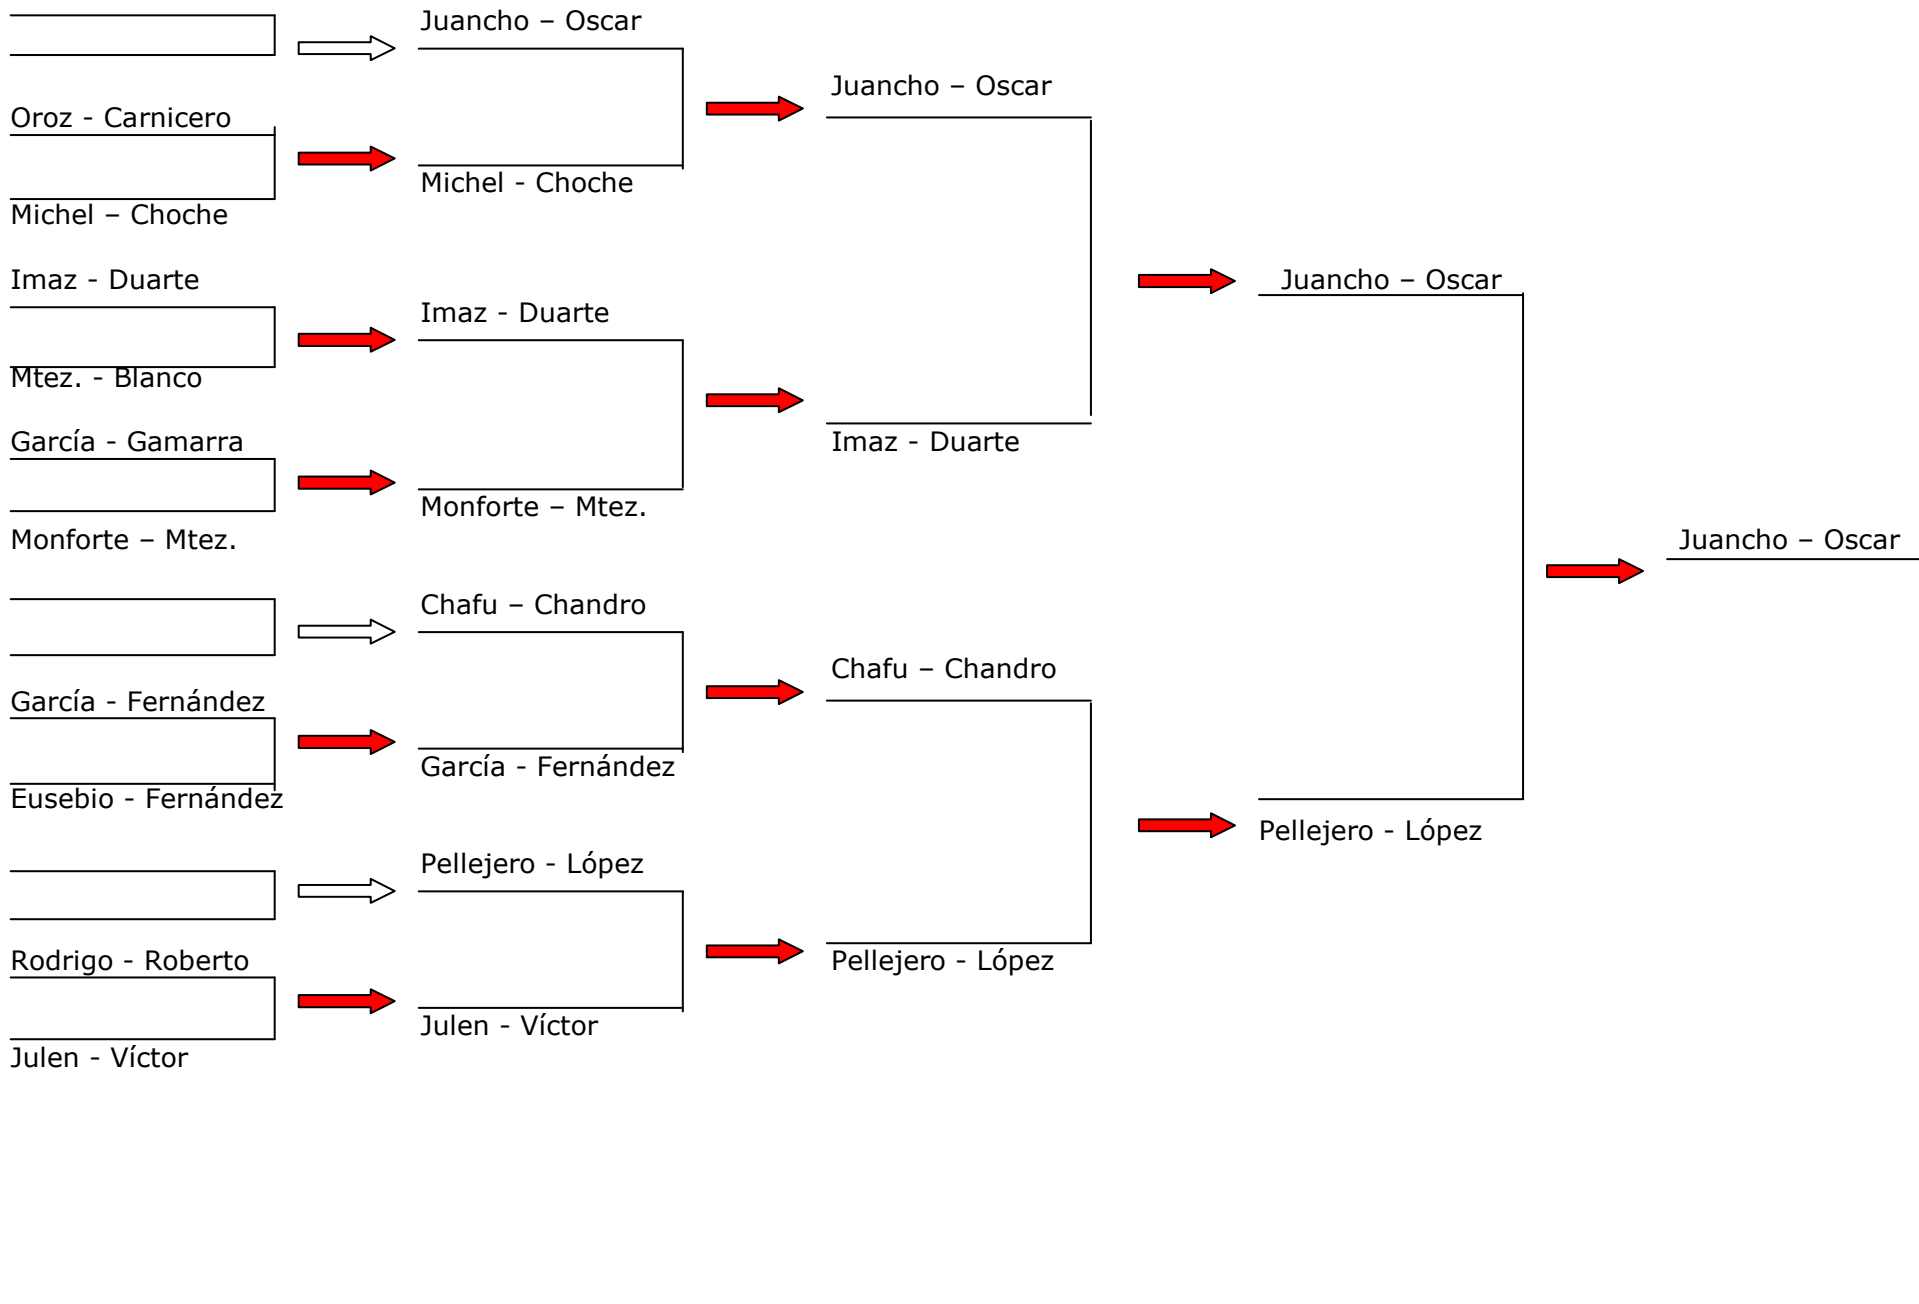 Juancho – Oscar
Oroz - Carnicero
Michel – Choche
Imaz - Duarte
Mtez. - Blanco
García - Gamarra
Monforte – Mtez.
García - Fernández
Eusebio - Fernández
Rodrigo - Roberto
Julen - Víctor
Michel - Choche
Imaz - Duarte
Monforte – Mtez.
Chafu – Chandro
García - Fernández
Pellejero - López
Julen - Víctor
Juancho – Oscar
Imaz - Duarte
Chafu – Chandro
Pellejero - López
Juancho – Oscar
Pellejero - López
Juancho – Oscar